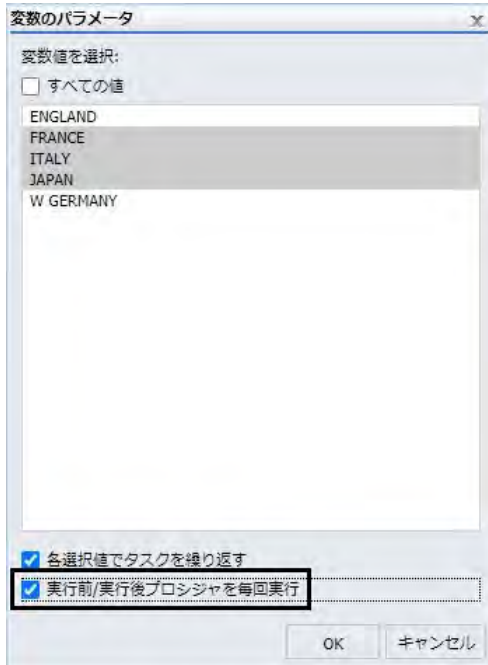 変数のパラメータ x
変数値を選択:
すべての値
ENGLAND
FRANCE
ITALY
JAPAN
W GERMANY
各選択値でタスクを繰り返す
実行前/実行後プロシジャを毎回実行
OK キャンセル